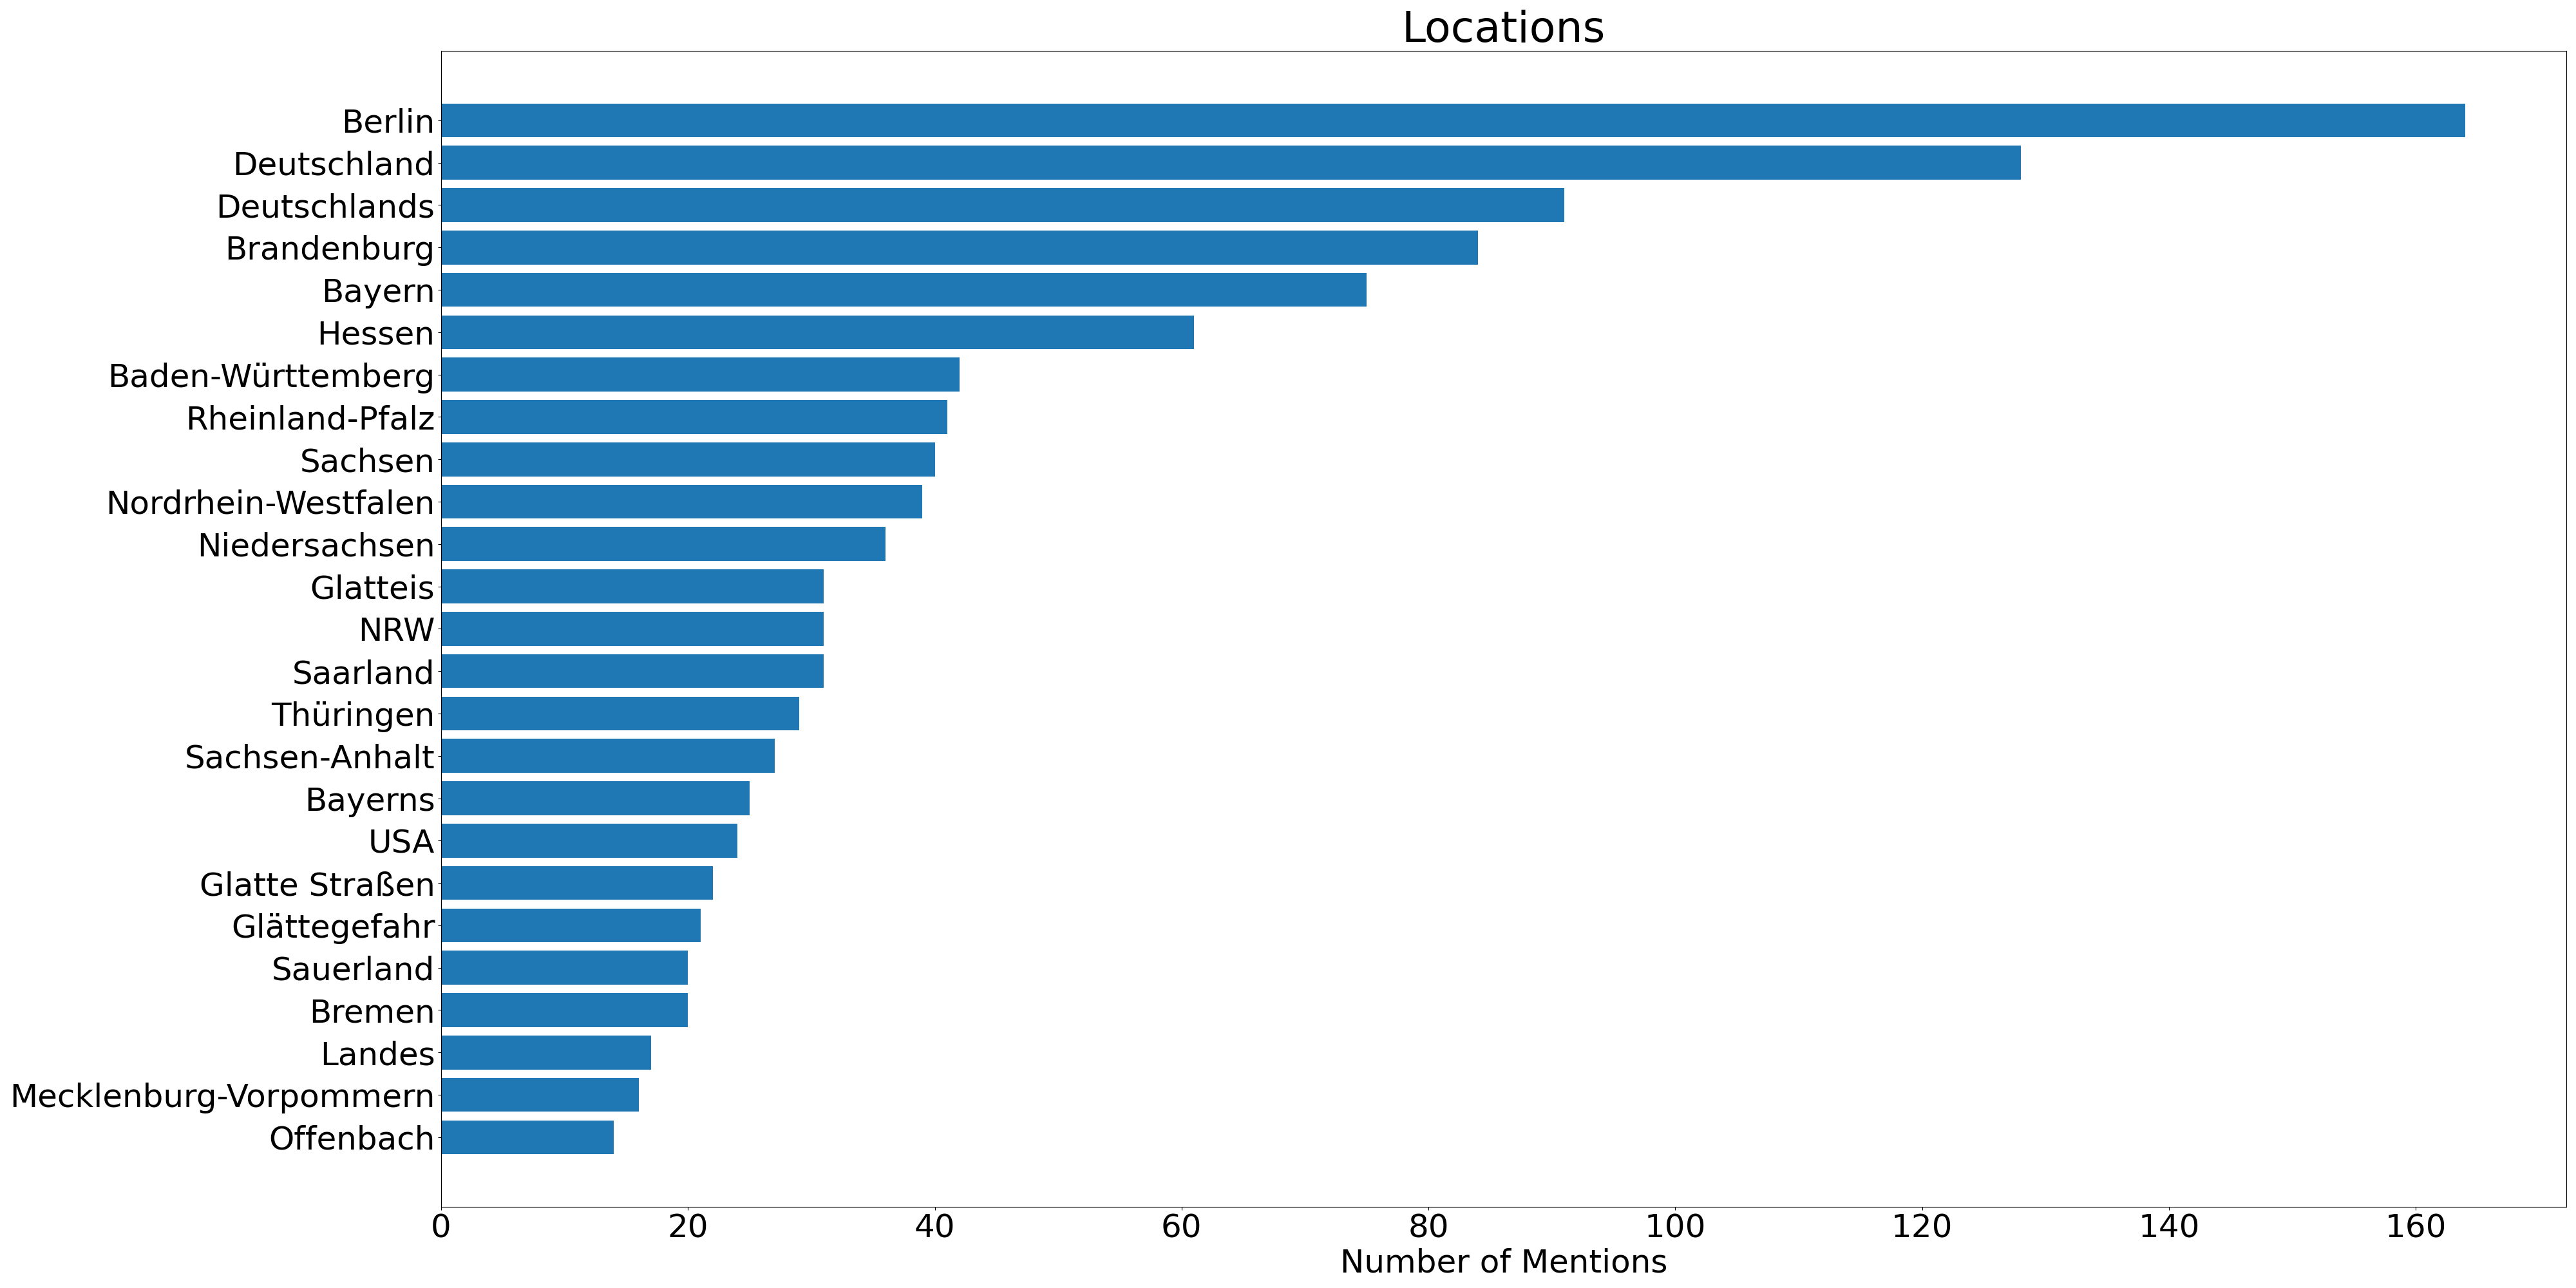 Locations
Berlin
Deutschland
Deutschlands
Brandenburg
Bayern
Hessen
Baden-Württemberg
Rheinland-Pfalz
Sachsen
Nordrhein-Westfalen
Niedersachsen
Glatteis
NRW
Saarland
Thüringen
Sachsen-Anhalt
Bayerns
USA
Glatte Straßen
Glättegefahr
Sauerland
Bremen
Landes
Mecklenburg-Vorpommern
Offenbach
0 20 40 60 80 100 120 140 160
Number of Mentions